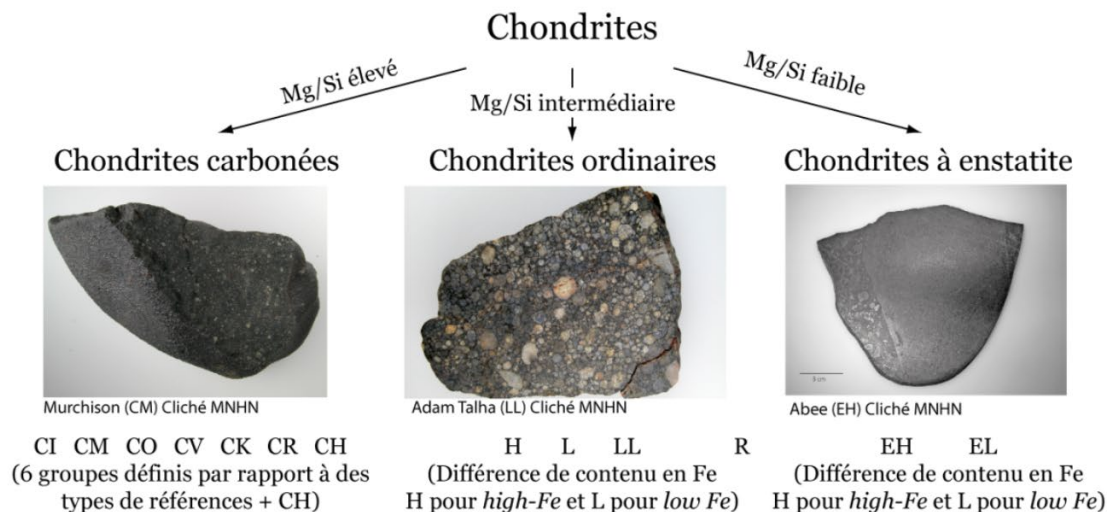 Chondrites
Mg/Si élevé
Mg/Si intermédiaire
Mg/Si faible
Chondrites carbonées
Chondrites ordinaires
Chondrites à enstatite
Murchison (CM) Cliché MNHN
Adam Talha (LL) Cliché MNHN
Abee (EH) Cliché MNHN
CI CM CO CV CK CR CH
(6 groupes définis par rapport à des
types de références + CH)
H L LL R
(Différence de contenu en Fe
H pour high-Fe et L pour low Fe)
EH EL
(Différence de contenu en Fe
H pour high-Fe et L pour low Fe)